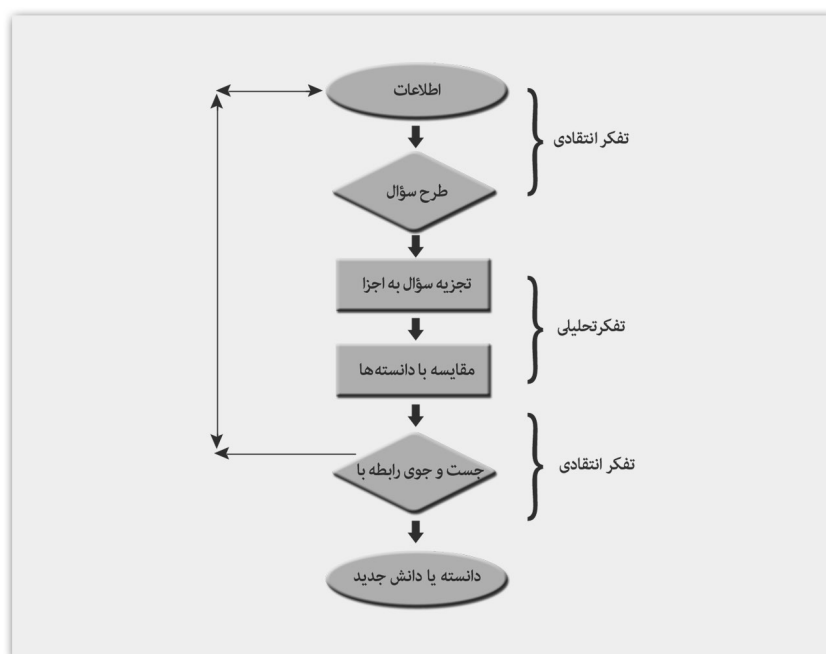 اطلاعات
تفکر انتقادی
طرح سؤال
تجزیه سؤال به اجزا
تفکرتحلیلی
مقایسه با دانسته‌ها
جست و جوی رابطه با
تفکر انتقادی
دانسته یا دانش جدید